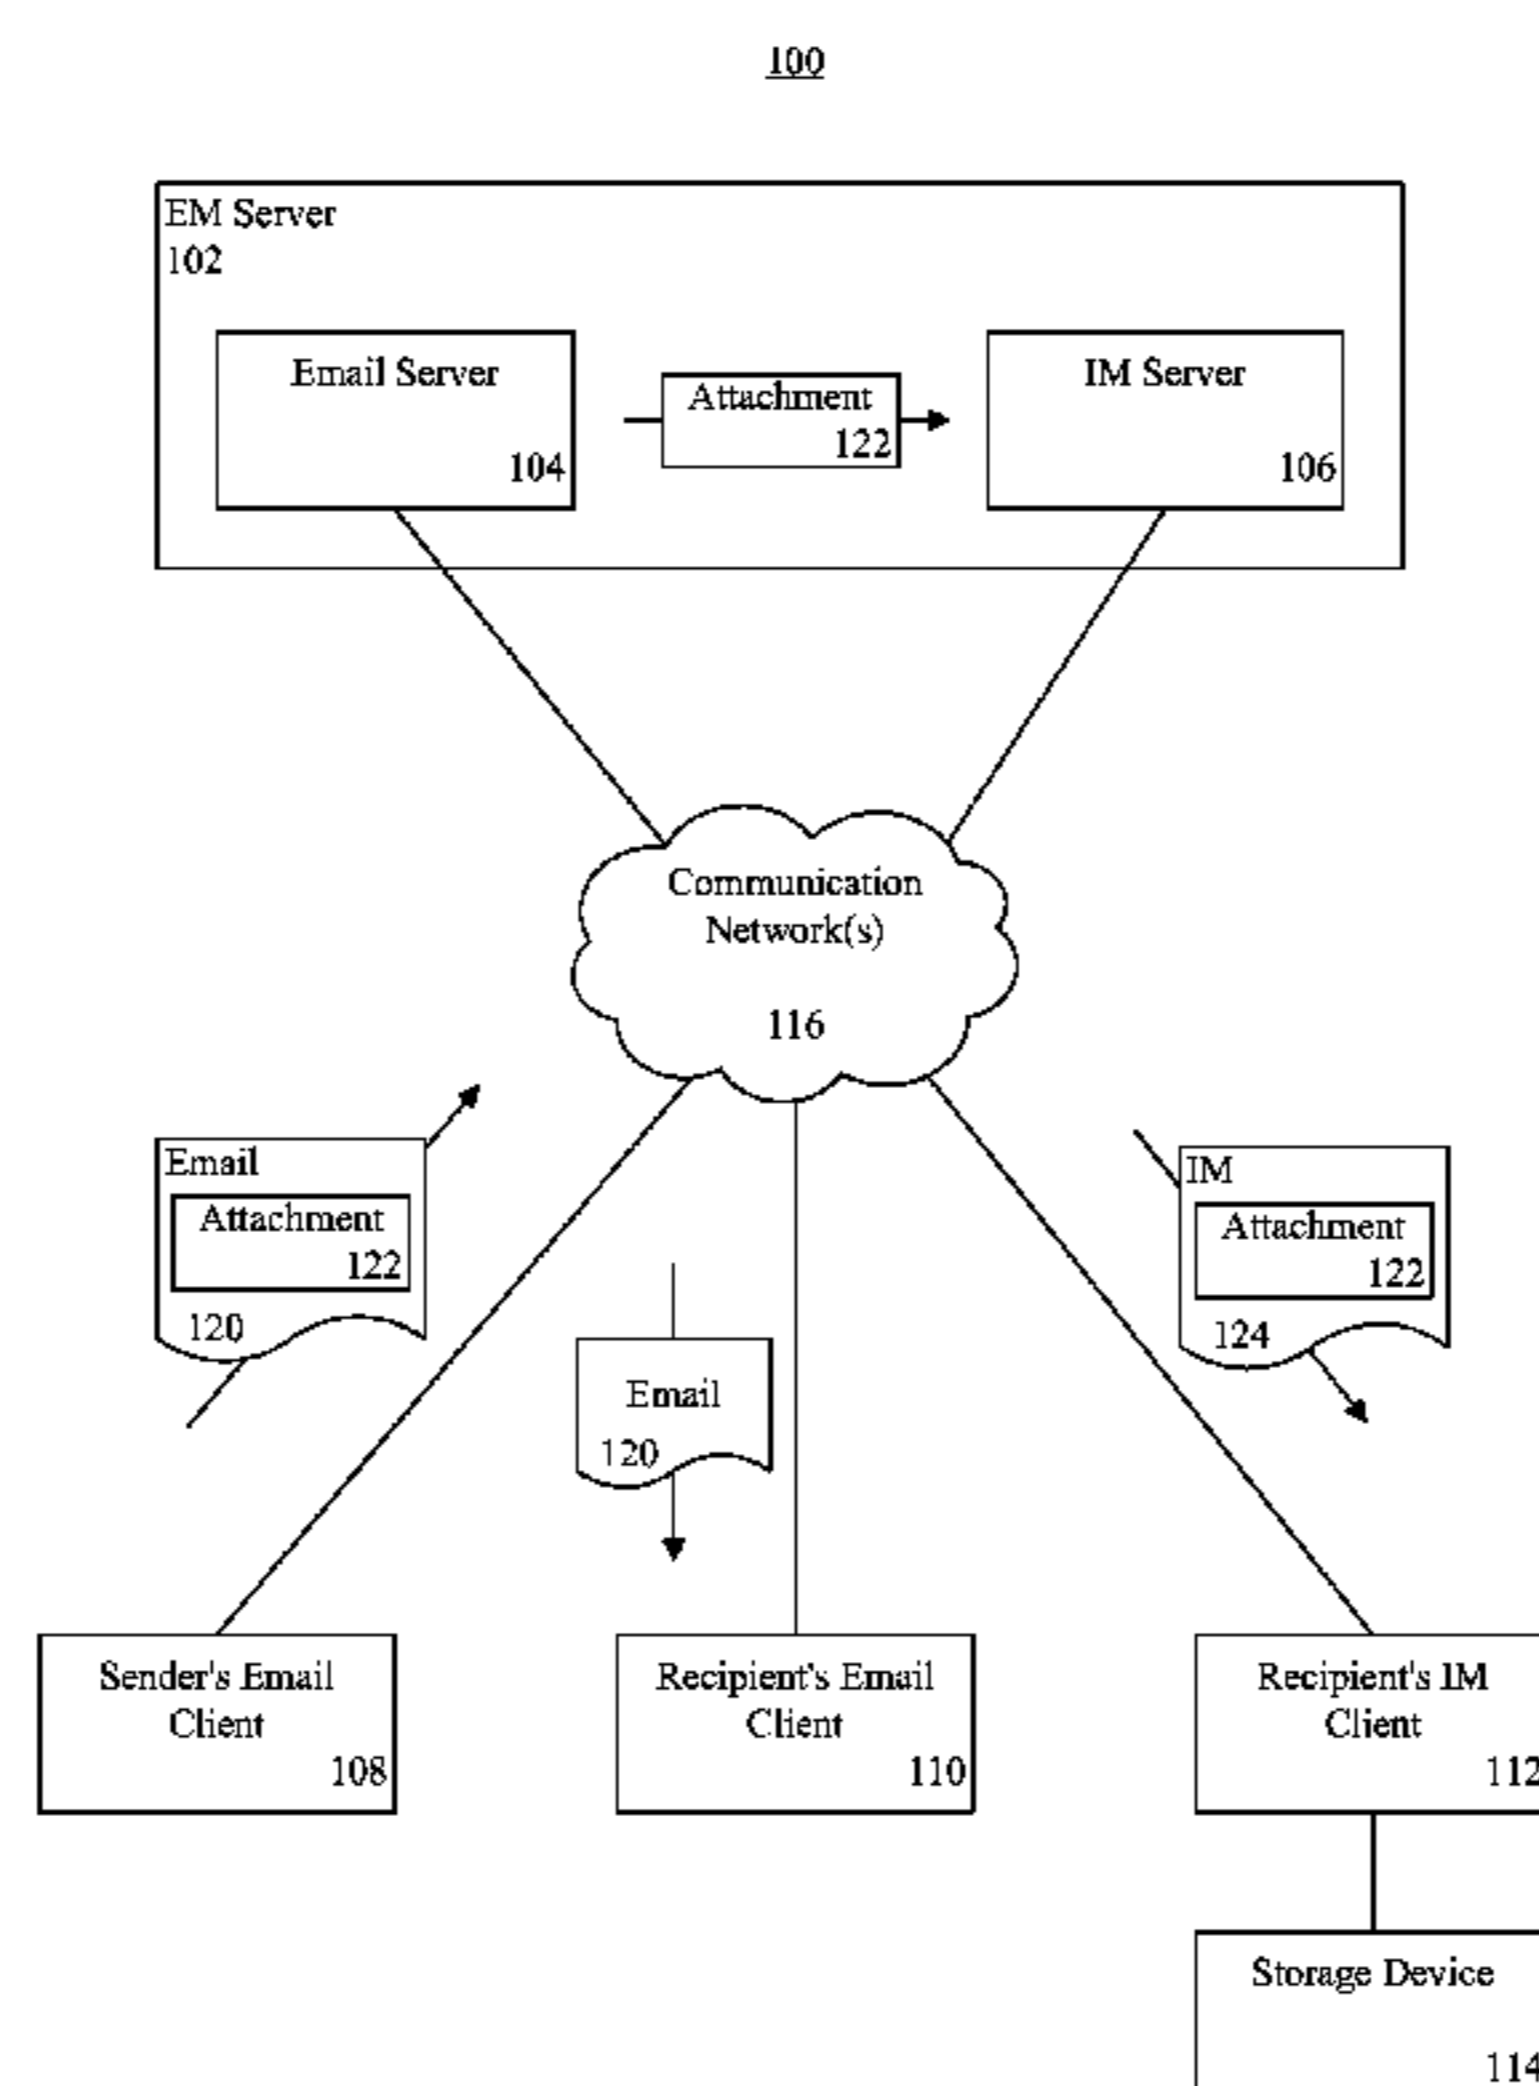 100
EM Server
102
Email Server
104
Attachment
122
IM Server
106
Communication
Network(s)
116
Email
Attachment
122
120
Email
120
IM
Attachment
122
124
Sender's Email
Client
108
Recipient's Email
Client
110
Recipient's IM
Client
112
Storage Device
114